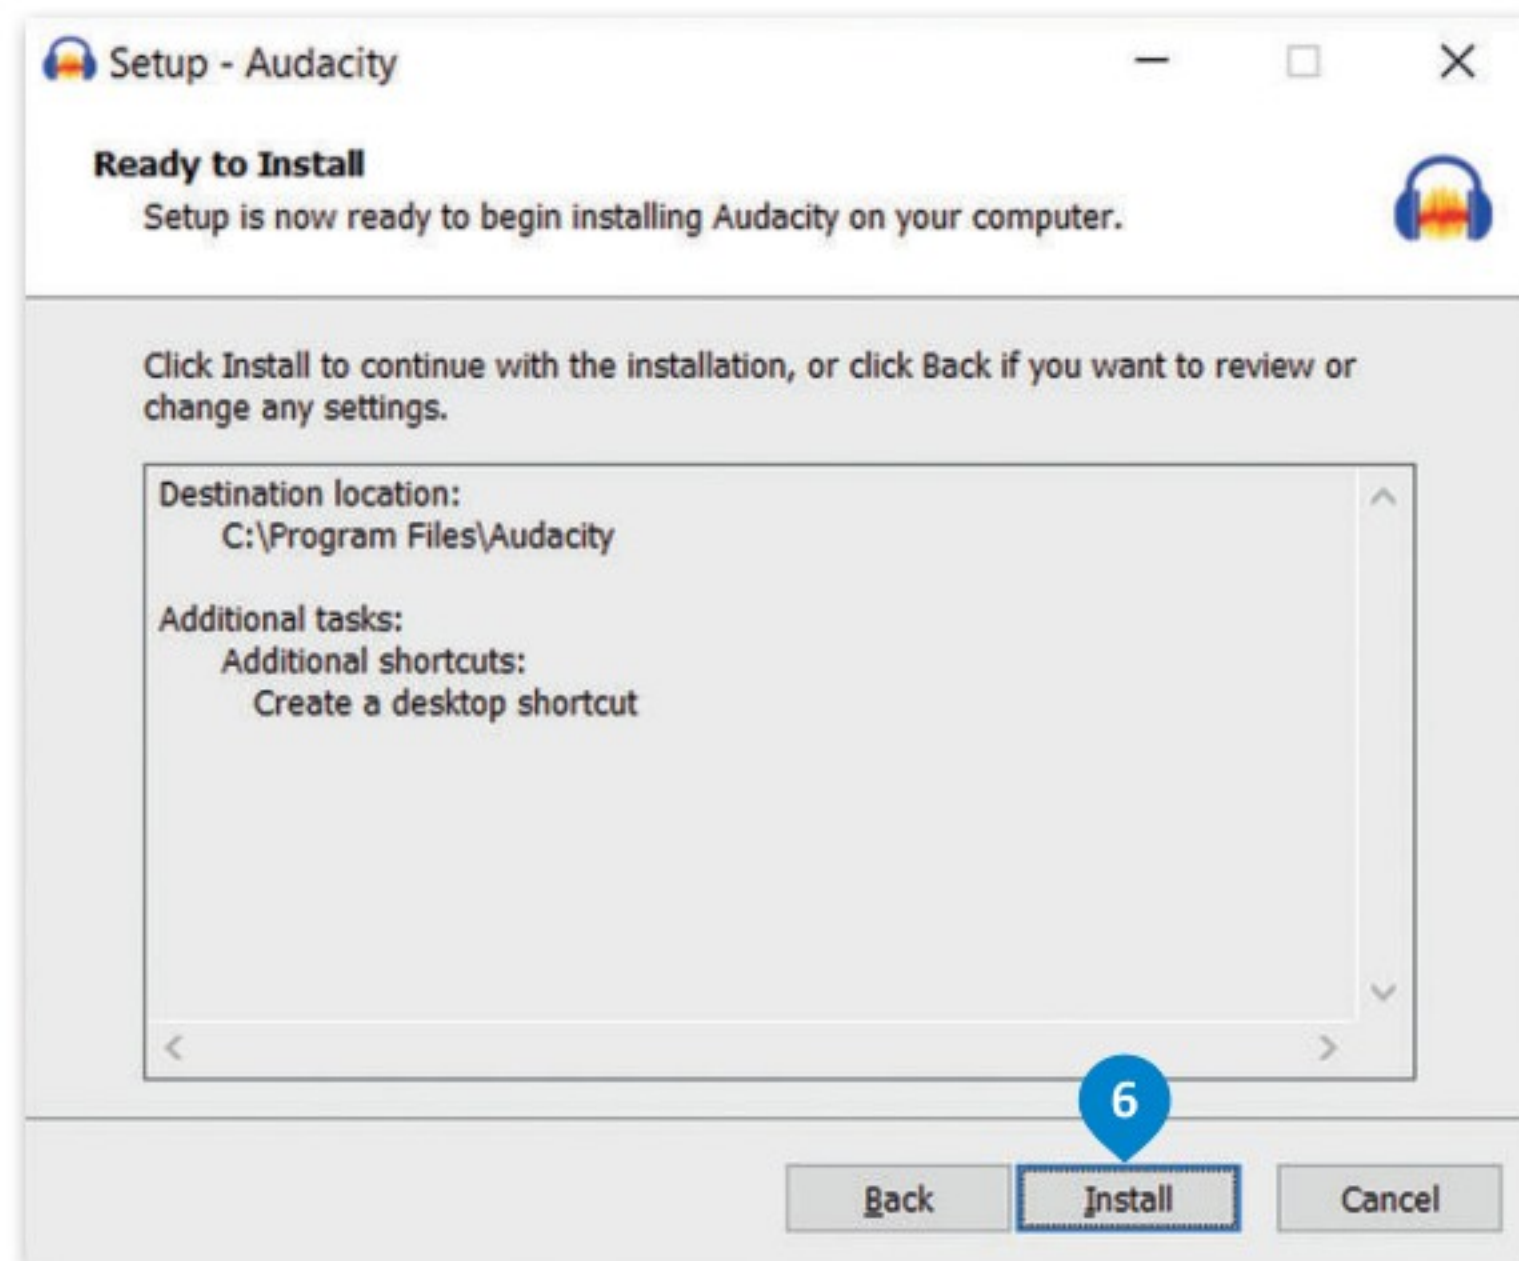 Setup - Audacity
Ready to Install
Setup is now ready to begin installing Audacity on your computer.
Click Install to continue with the installation, or click Back if you want to review or
change any settings.
Destination location:
C:\Program Files\Audacity
Additional tasks:
Additional shortcuts:
Create a desktop shortcut
6
Back Install Cancel